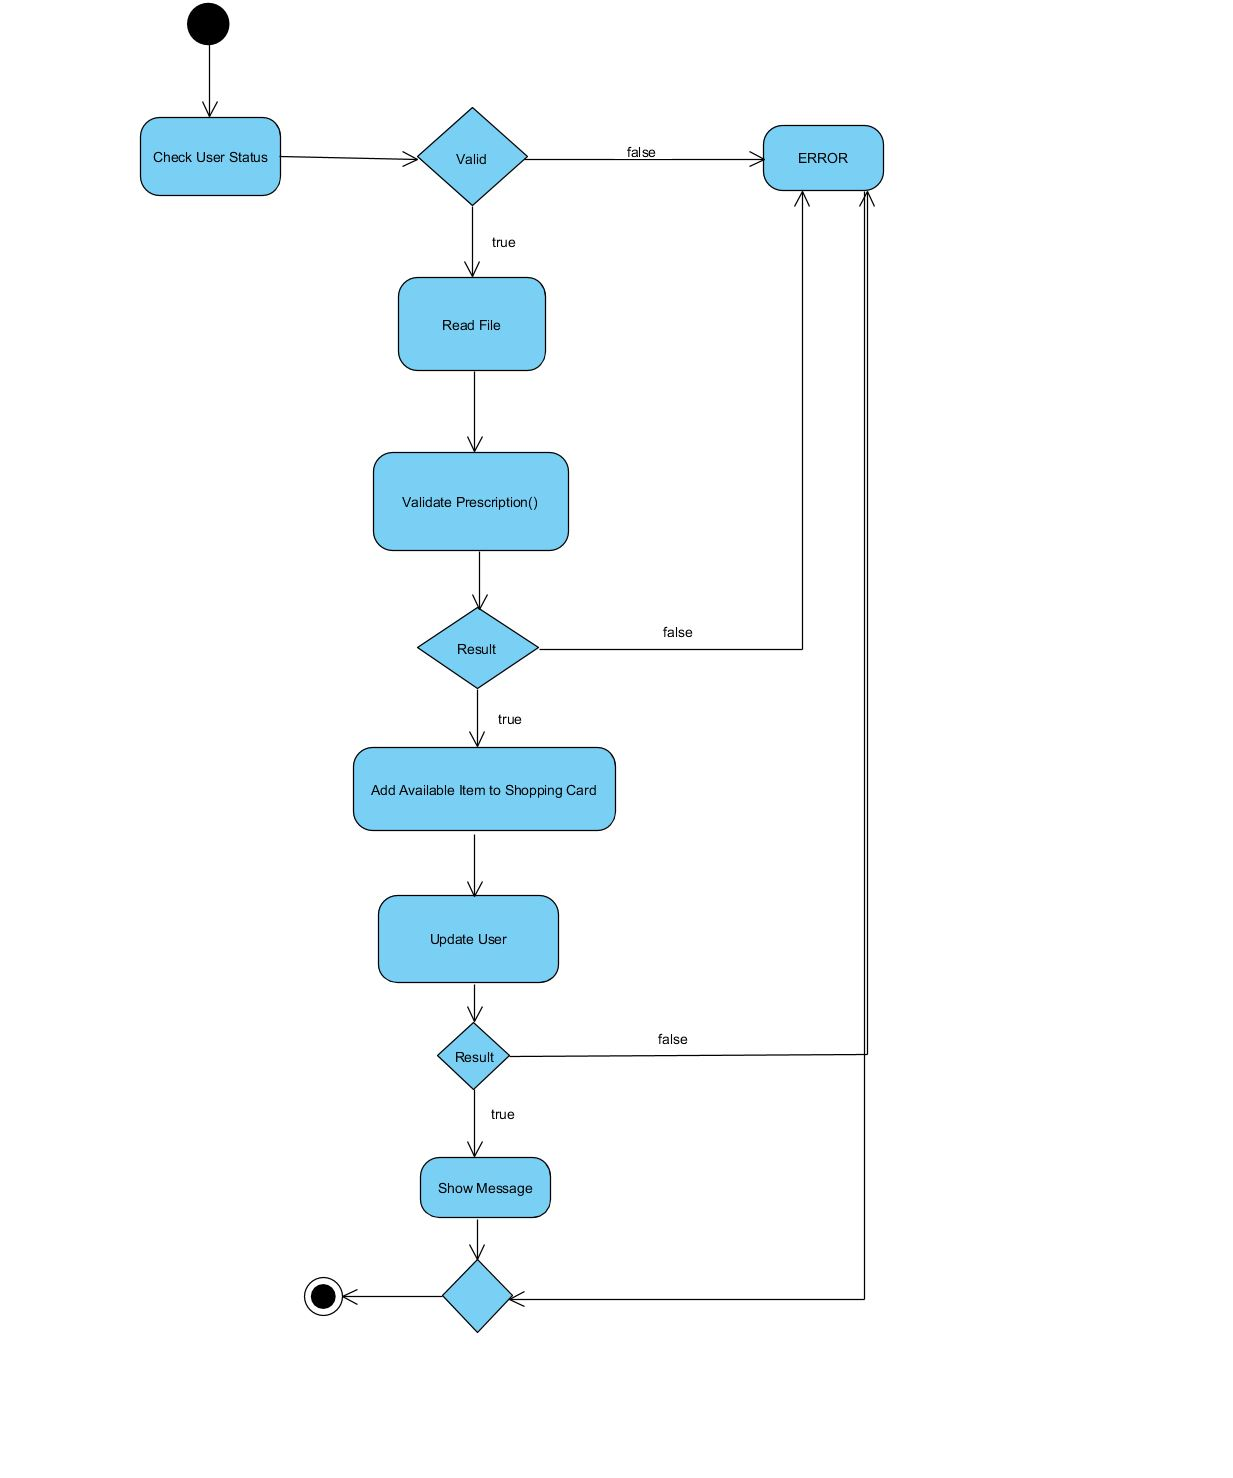 Check User Status
Valid
false
ERROR
true
Read File
Validate Prescription()
Result
false
true
Add Available Item to Shopping Card
Update User
Result
false
true
Show Message